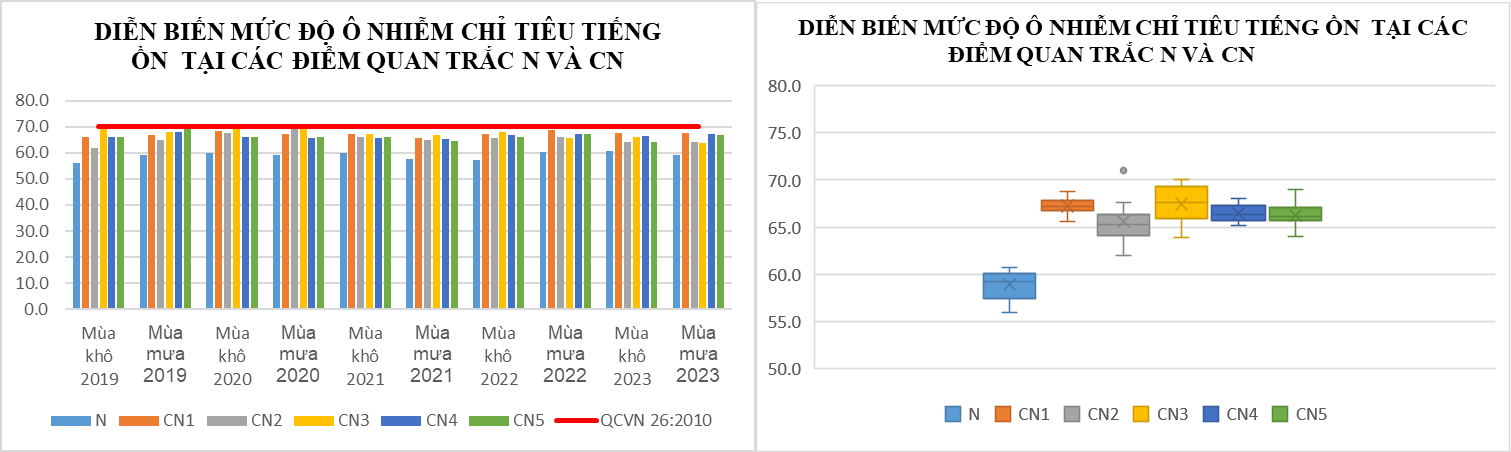 DIỄN BIẾN MỨC ĐỘ Ô NHIỄM CHỈ TIÊU TIẾNG
ỒN TẠI CÁC ĐIỂM QUAN TRẮC N VÀ CN
80.0
70.0
60.0
50.0
40.0
30.0
20.0
10.0
0.0
Mùa khô 2019
Mùa mưa 2019
Mùa khô 2020
Mùa mưa 2020
Mùa khô 2021
Mùa mưa 2021
Mùa khô 2022
Mùa mưa 2022
Mùa khô 2023
Mùa mưa 2023
N CN1 CN2 CN3 CN4 CN5 QCVN 26:2010
DIỄN BIẾN MỨC ĐỘ Ô NHIỄM CHỈ TIÊU TIẾNG ỒN TẠI CÁC
ĐIỂM QUAN TRẮC N VÀ CN
80.0
75.0
70.0
65.0
60.0
55.0
50.0
N CN1 CN2 CN3 CN4 CN5